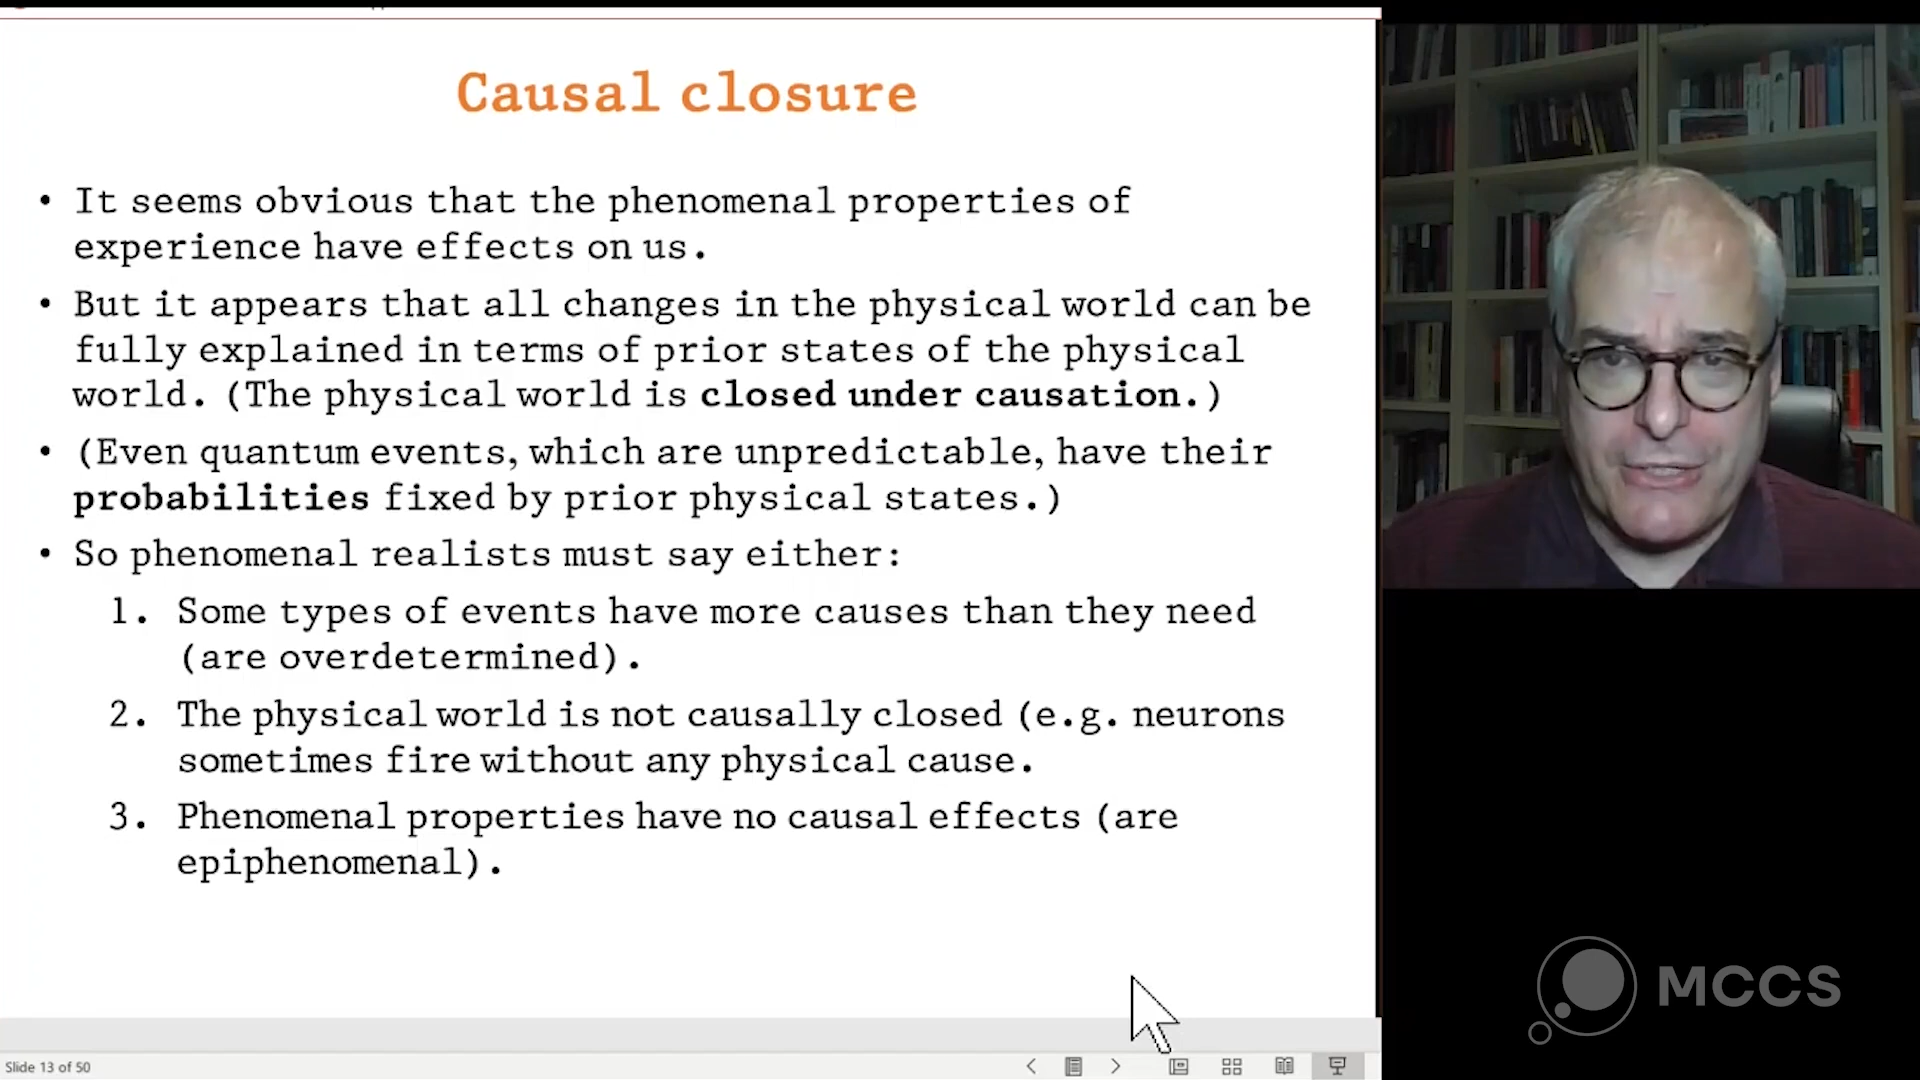 Causal closure
• It seems obvious that the phenomenal properties of
experience have effects on us.
• But it appears that all changes in the physical world can be
fully explained in terms of prior states of the physical
world. (The physical world is closed under causation.)
• (Even quantum events, which are unpredictable, have their
probabilities fixed by prior physical states.)
• So phenomenal realists must say either:
1. Some types of events have more causes than they need
(are overdetermined).
2. The physical world is not causally closed (e.g. neurons
sometimes fire without any physical cause.
3. Phenomenal properties have no causal effects (are
epiphenomenal).
MCCS
Slide 13 of 50